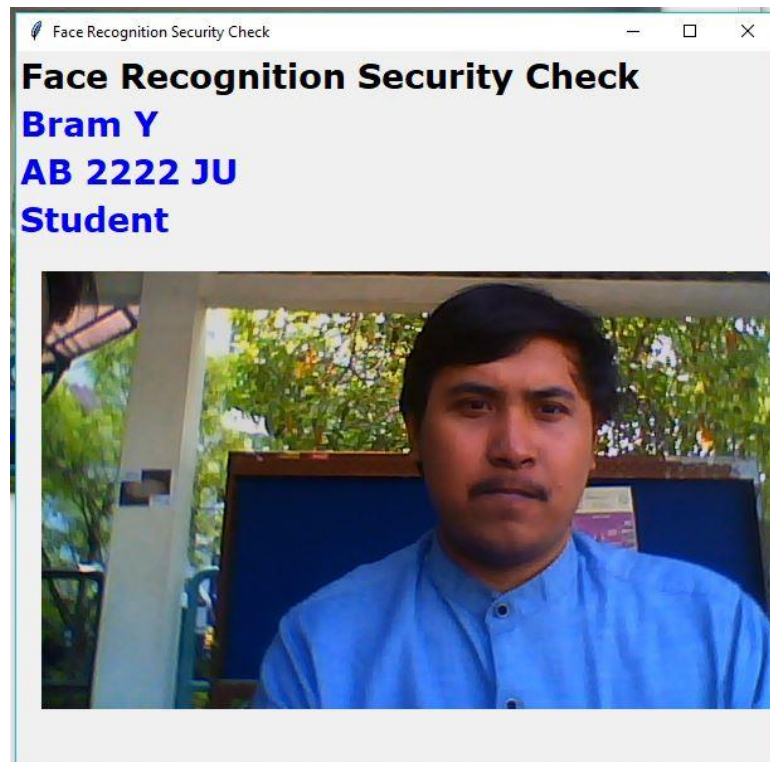 Face Recognition Security Check
Face Recognition Security Check
Bram Y
AB 2222 JU
Student